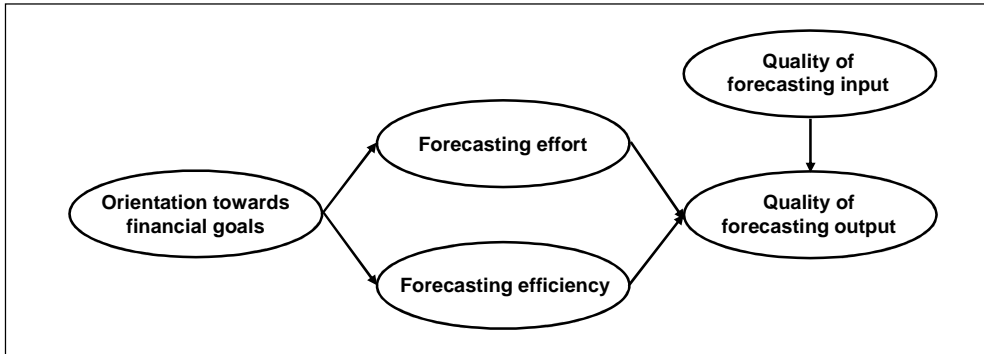 Quality of
forecasting input
Forecasting effort
Orientation towards
financial goals
Quality of
forecasting output
Forecasting efficiency